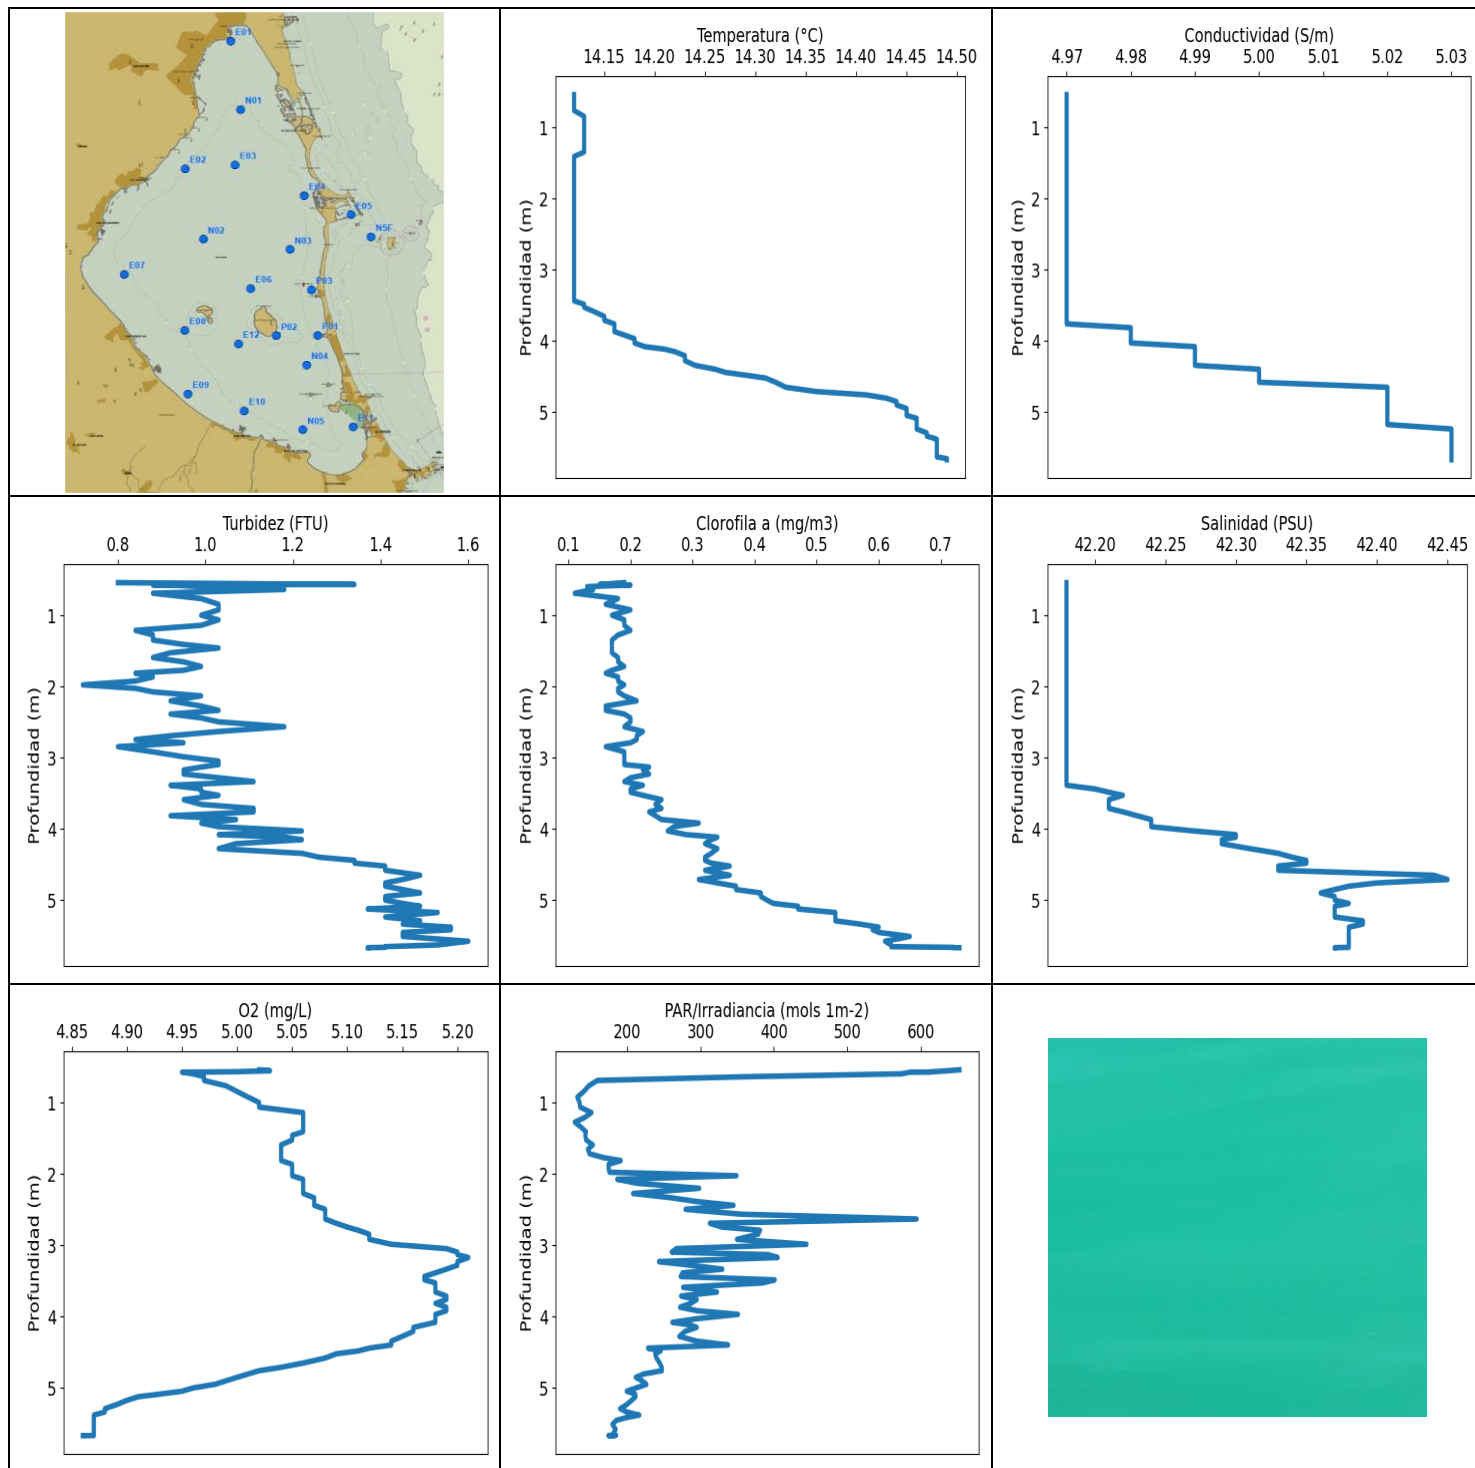 E01
N01
E02
E03
E04
E05
N5F
N02
N03
E07
E06
P03
E08
E12
P02
P01
N04
E09
E10
N05
E11
Temperatura (°C)
14.15 14.20 14.25 14.30 14.35 14.40 14.45 14.50
Profundidad (m)
1
2
3
4
5
Conductividad (S/m)
4.97 4.98 4.99 5.00 5.01 5.02 5.03
Profundidad (m)
1
2
3
4
5
Turbidez (FTU)
0.8 1.0 1.2 1.4 1.6
Profundidad (m)
1
2
3
4
5
Clorofila a (mg/m3)
0.1 0.2 0.3 0.4 0.5 0.6 0.7
Profundidad (m)
1
2
3
4
5
Salinidad (PSU)
42.20 42.25 42.30 42.35 42.40 42.45
Profundidad (m)
1
2
3
4
5
O2 (mg/L)
4.85 4.90 4.95 5.00 5.05 5.10 5.15 5.20
Profundidad (m)
1
2
3
4
5
PAR/Irradiancia (mols 1m-2)
200 300 400 500 600
Profundidad (m)
1
2
3
4
5